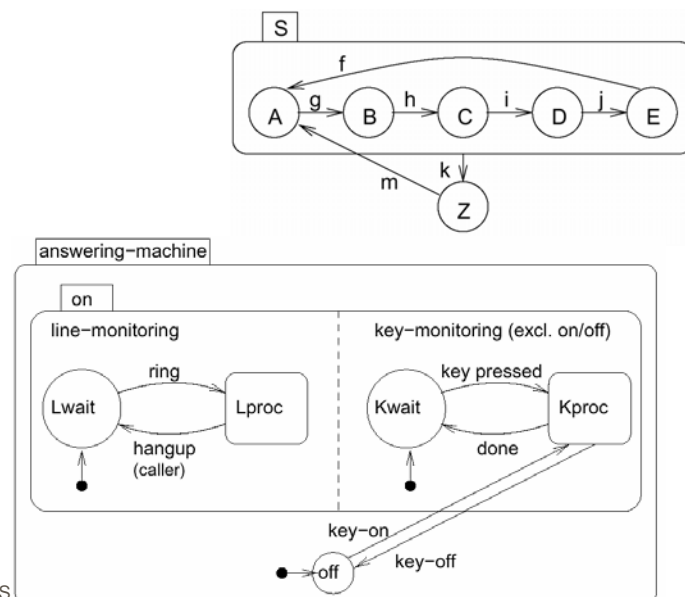 S
f
A g B h C i D j E
m k
Z
answering−machine
on
line−monitoring key−monitoring (excl. on/off)
ring key pressed
Lwait Lproc Kwait Kproc
hangup done
(caller)
key−on
key−off
off
S